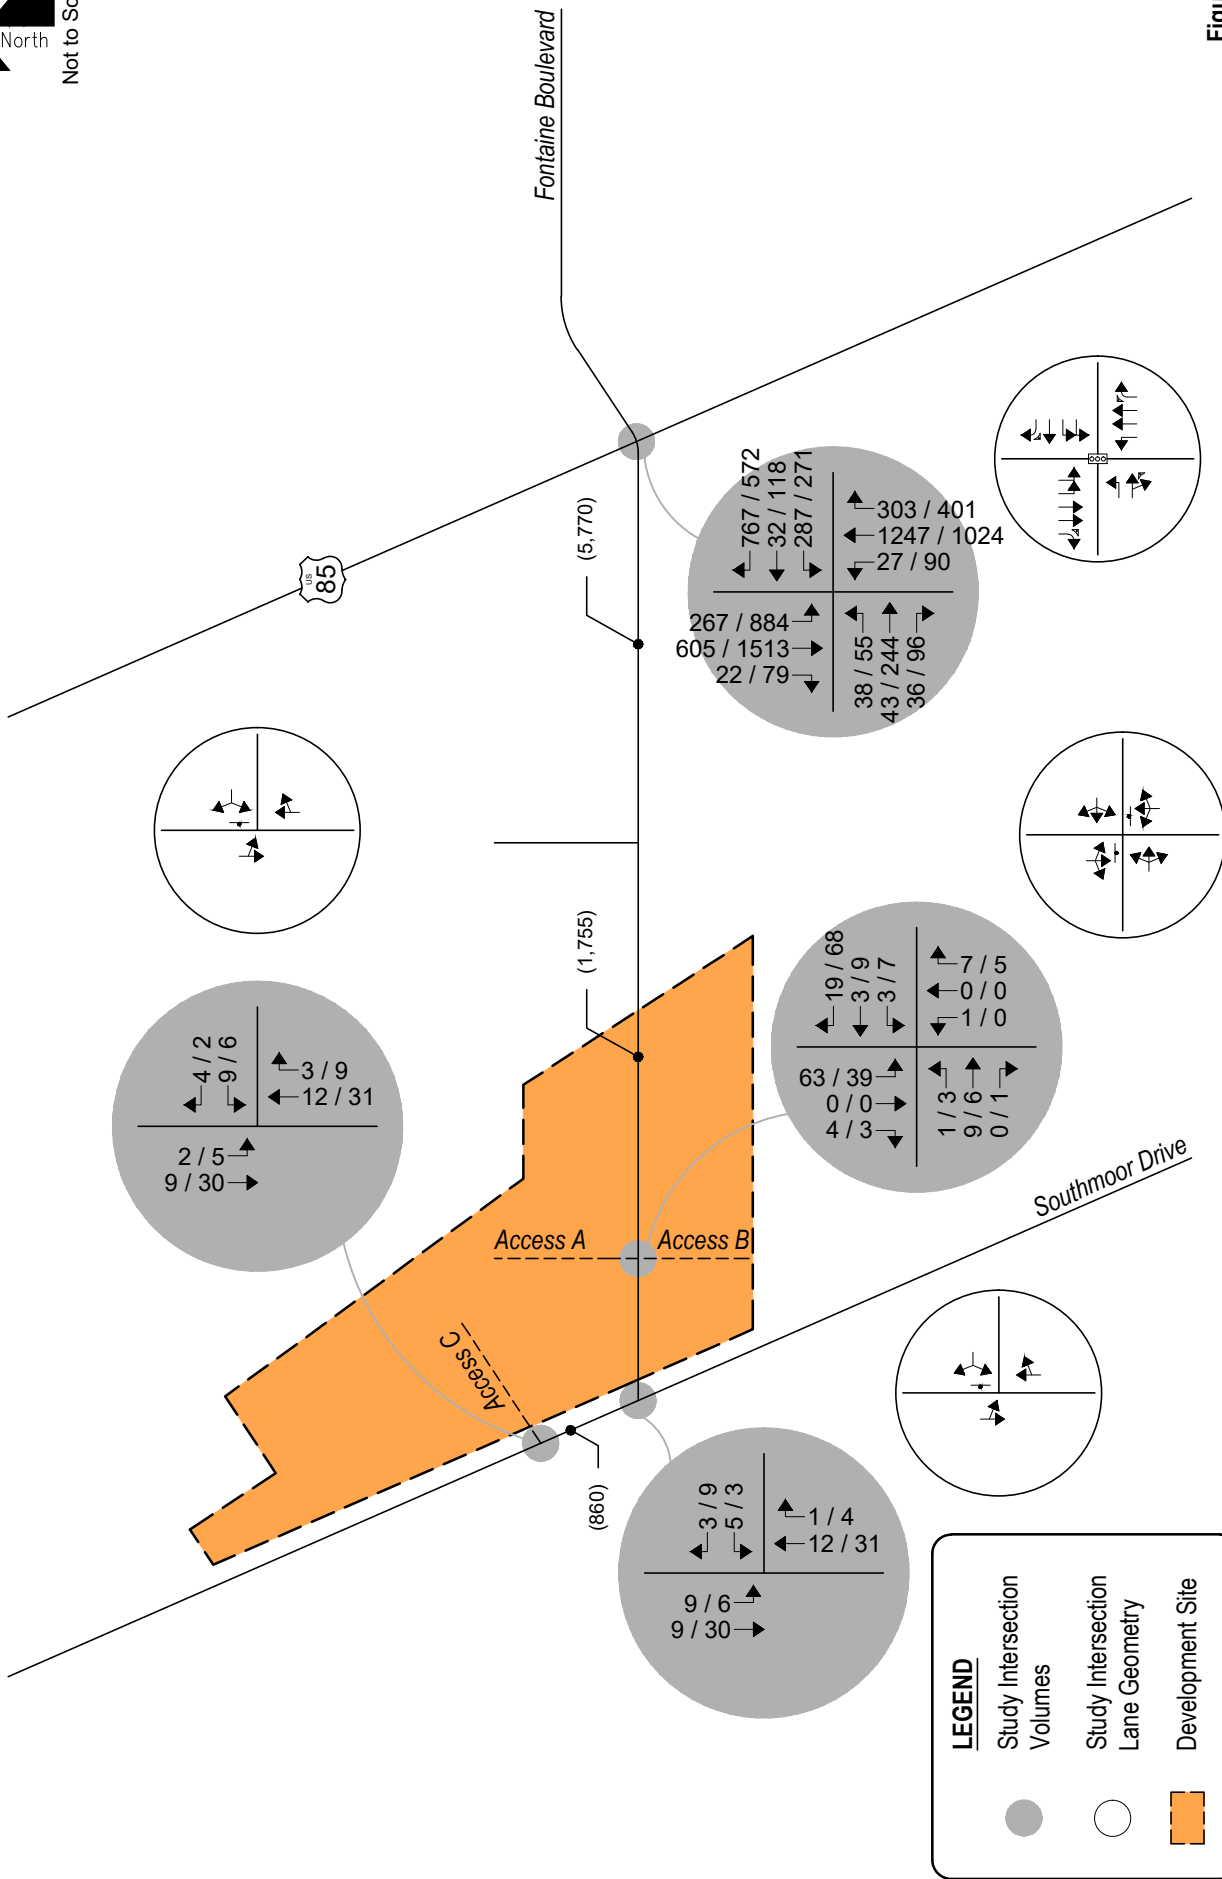 North
Not to Sc
Figu
Fontaine Boulevard
US
85
(5,770)
767 / 572
32 / 118
287 / 271
303 / 401
1247 / 1024
27 / 90
267 / 884
605 / 1513
22 / 79
38 / 55
43 / 244
36 / 96
(1,755)
4 / 2
9 / 6
3 / 9
12 / 31
2 / 5
9 / 30
19 / 68
3 / 9
3 / 7
7 / 5
0 / 0
1 / 0
63 / 39
0 / 0
4 / 3
1 / 3
9 / 6
0 / 1
Southmoor Drive
Access A
Access B
Access C
(860)
3 / 9
5 / 3
1 / 4
12 / 31
9 / 6
9 / 30
LEGEND
Study Intersection
Volumes
Study Intersection
Lane Geometry
Development Site